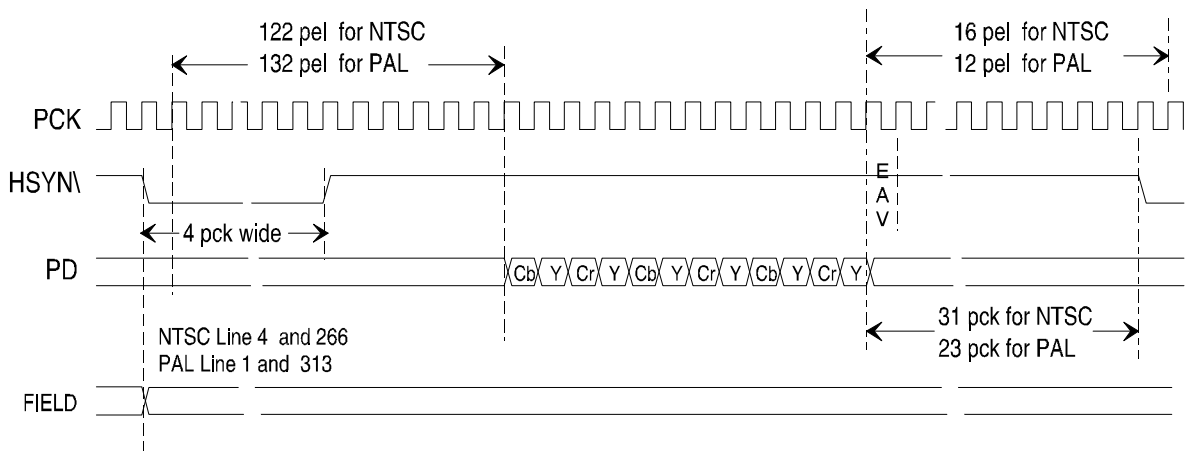 122 pel for NTSC
132 pel for PAL
16 pel for NTSC
12 pel for PAL
PCK
HSYN\
E
A
V
4 pck wide
PD
Cb Y Cr Y Cb Y Cr Y Cb Y Cr Y
31 pck for NTSC
23 pck for PAL
NTSC Line 4 and 266
PAL Line 1 and 313
FIELD